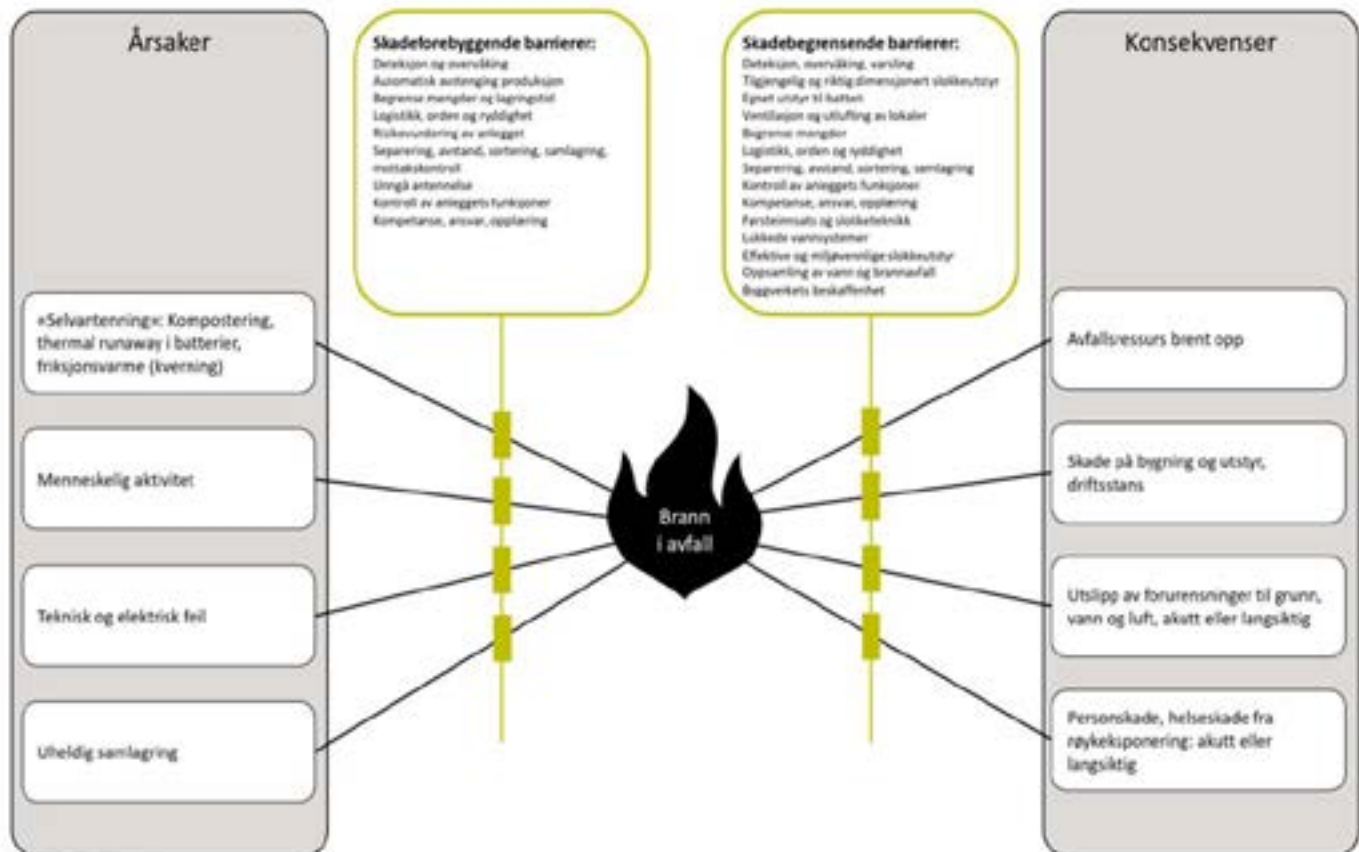 Årsaker
«Selvantenning»: Kompostering,
thermal runaway i batterier,
friksjonsvarme (kverning)
Menneskelig aktivitet
Teknisk og elektrisk feil
Uheldig samlagring
Skadeforebyggende barrierer:
Deteksjon og overvåking
Automatisk avstenging produksjon
Begrense mengder og lagringstid
Logistikk, orden og ryddighet
Risikovurdering av anlegget
Separering, avstand, sortering, samlagring,
mottakskontroll
Unngå antennelse
Kontroll av anleggets funksjoner
Kompetanse, ansvar, opplæring
Brann
i avfall
Skadebegrensende barrierer:
Deteksjon, overvåking, varsling
Tilgjengelig og riktig dimensjonert slokkeutstyr
Egnet utstyr til
Ventilasjon og utlufting av lokaler
Begrense mengder
Logistikk, orden og ryddighet
Separering, avstand, sortering, samlagring
Kontroll av anleggets funksjoner
Kompetanse, ansvar, opplæring
Førsteinnsats og slokketeknikk
Lukkede vannsystemer
Effektive og miljøvennlige slokkeutstyr
Oppsamling av vann og brannavfall
Byggverkets beskaffenhet
Konsekvenser
Avfallsressurs brent opp
Skade på bygning og utstyr,
driftsstans
Utslipp av forurensninger til grunn,
vann og luft, akutt eller langsiktig
Personskade, helseskade fra
røykeksponering: akutt eller
langsiktig